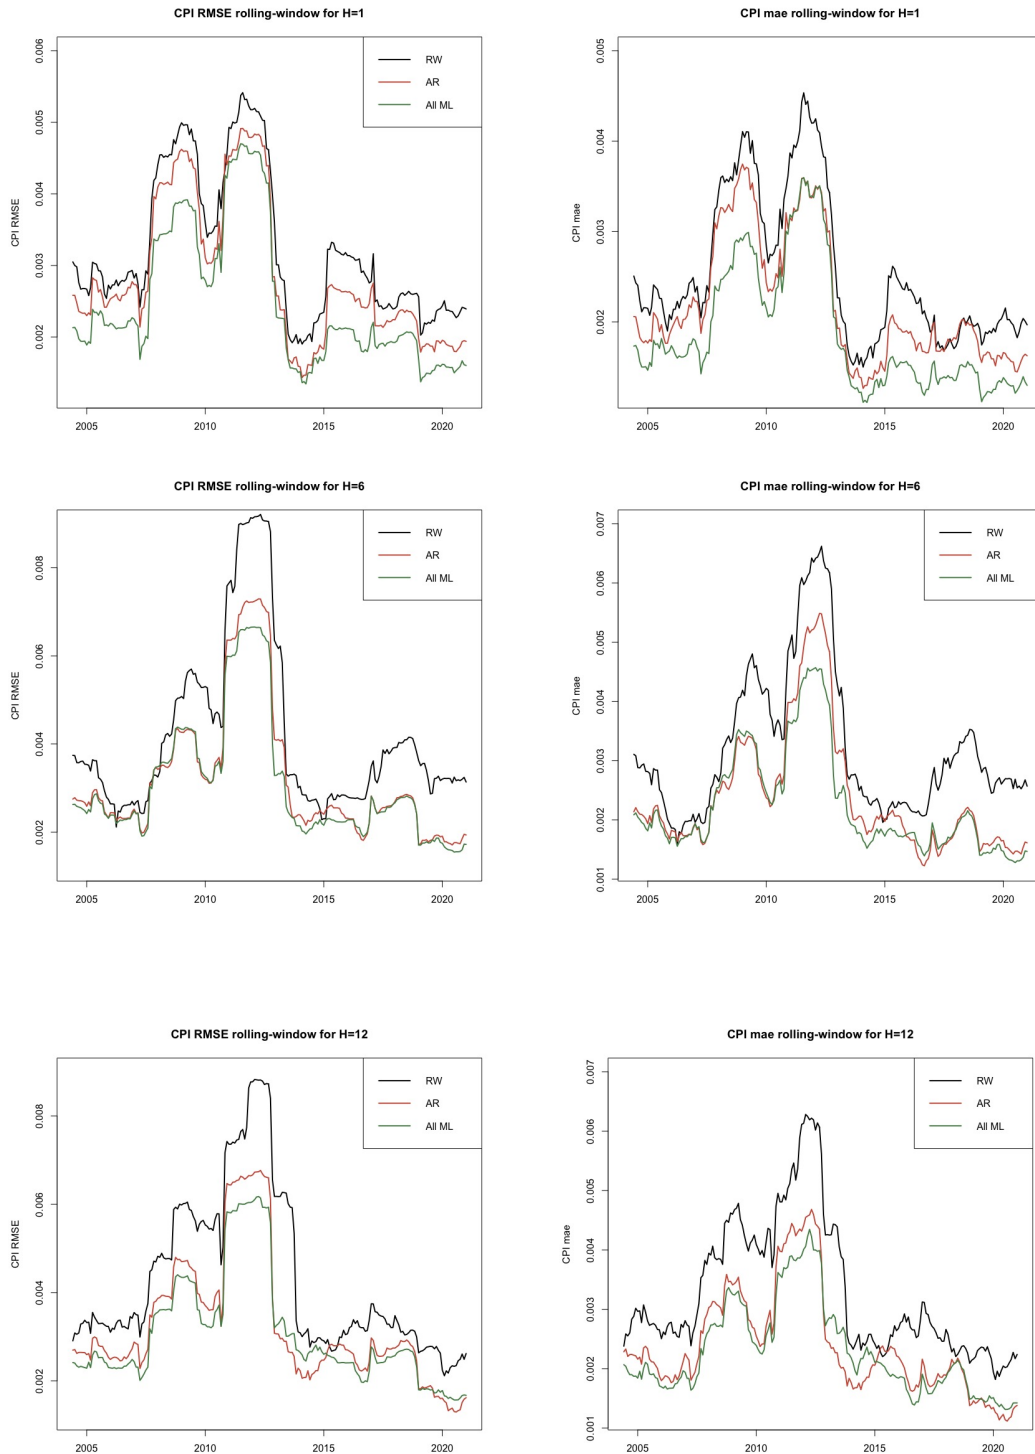 CPI RMSE rolling-window for H=1
CPI RMSE
0.002 0.003 0.004 0.005 0.006
RW
AR
All ML
2005 2010 2015 2020
CPI mae rolling-window for H=1
CPI mae
0.002 0.003 0.004 0.005
2005 2010 2015 2020
CPI RMSE rolling-window for H=6
CPI RMSE
0.002 0.004 0.006 0.008
RW
AR
All ML
2005 2010 2015 2020
CPI mae rolling-window for H=6
CPI mae
0.001 0.002 0.003 0.004 0.005 0.006 0.007
RW
AR
All ML
2005 2010 2015 2020
CPI RMSE rolling-window for H=12
CPI RMSE
0.002 0.004 0.006 0.008
RW
AR
All ML
2005 2010 2015 2020
CPI mae rolling-window for H=12
CPI mae
0.001 0.002 0.003 0.004 0.005 0.006 0.007
RW
AR
All ML
2005 2010 2015 2020